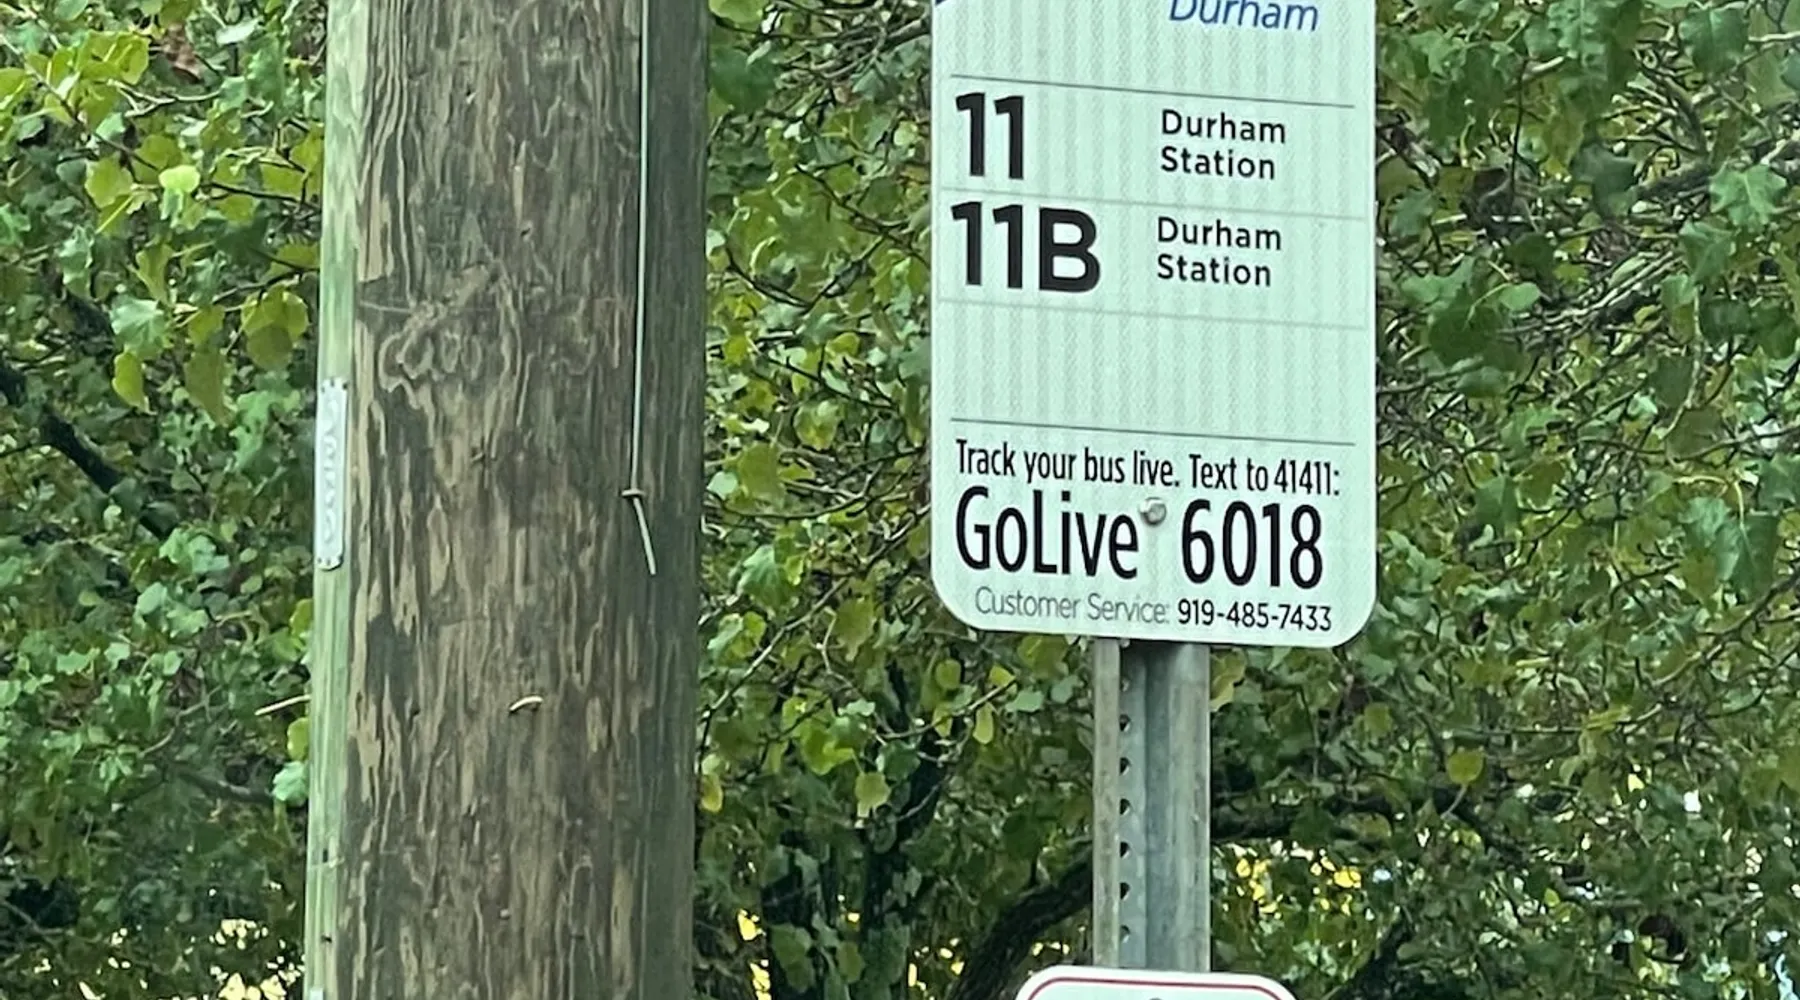 Durham
11 Durham Station
11B Durham Station
Track your bus live. Text to 41411:
GoLive 6018
Customer Service: 919-485-7433